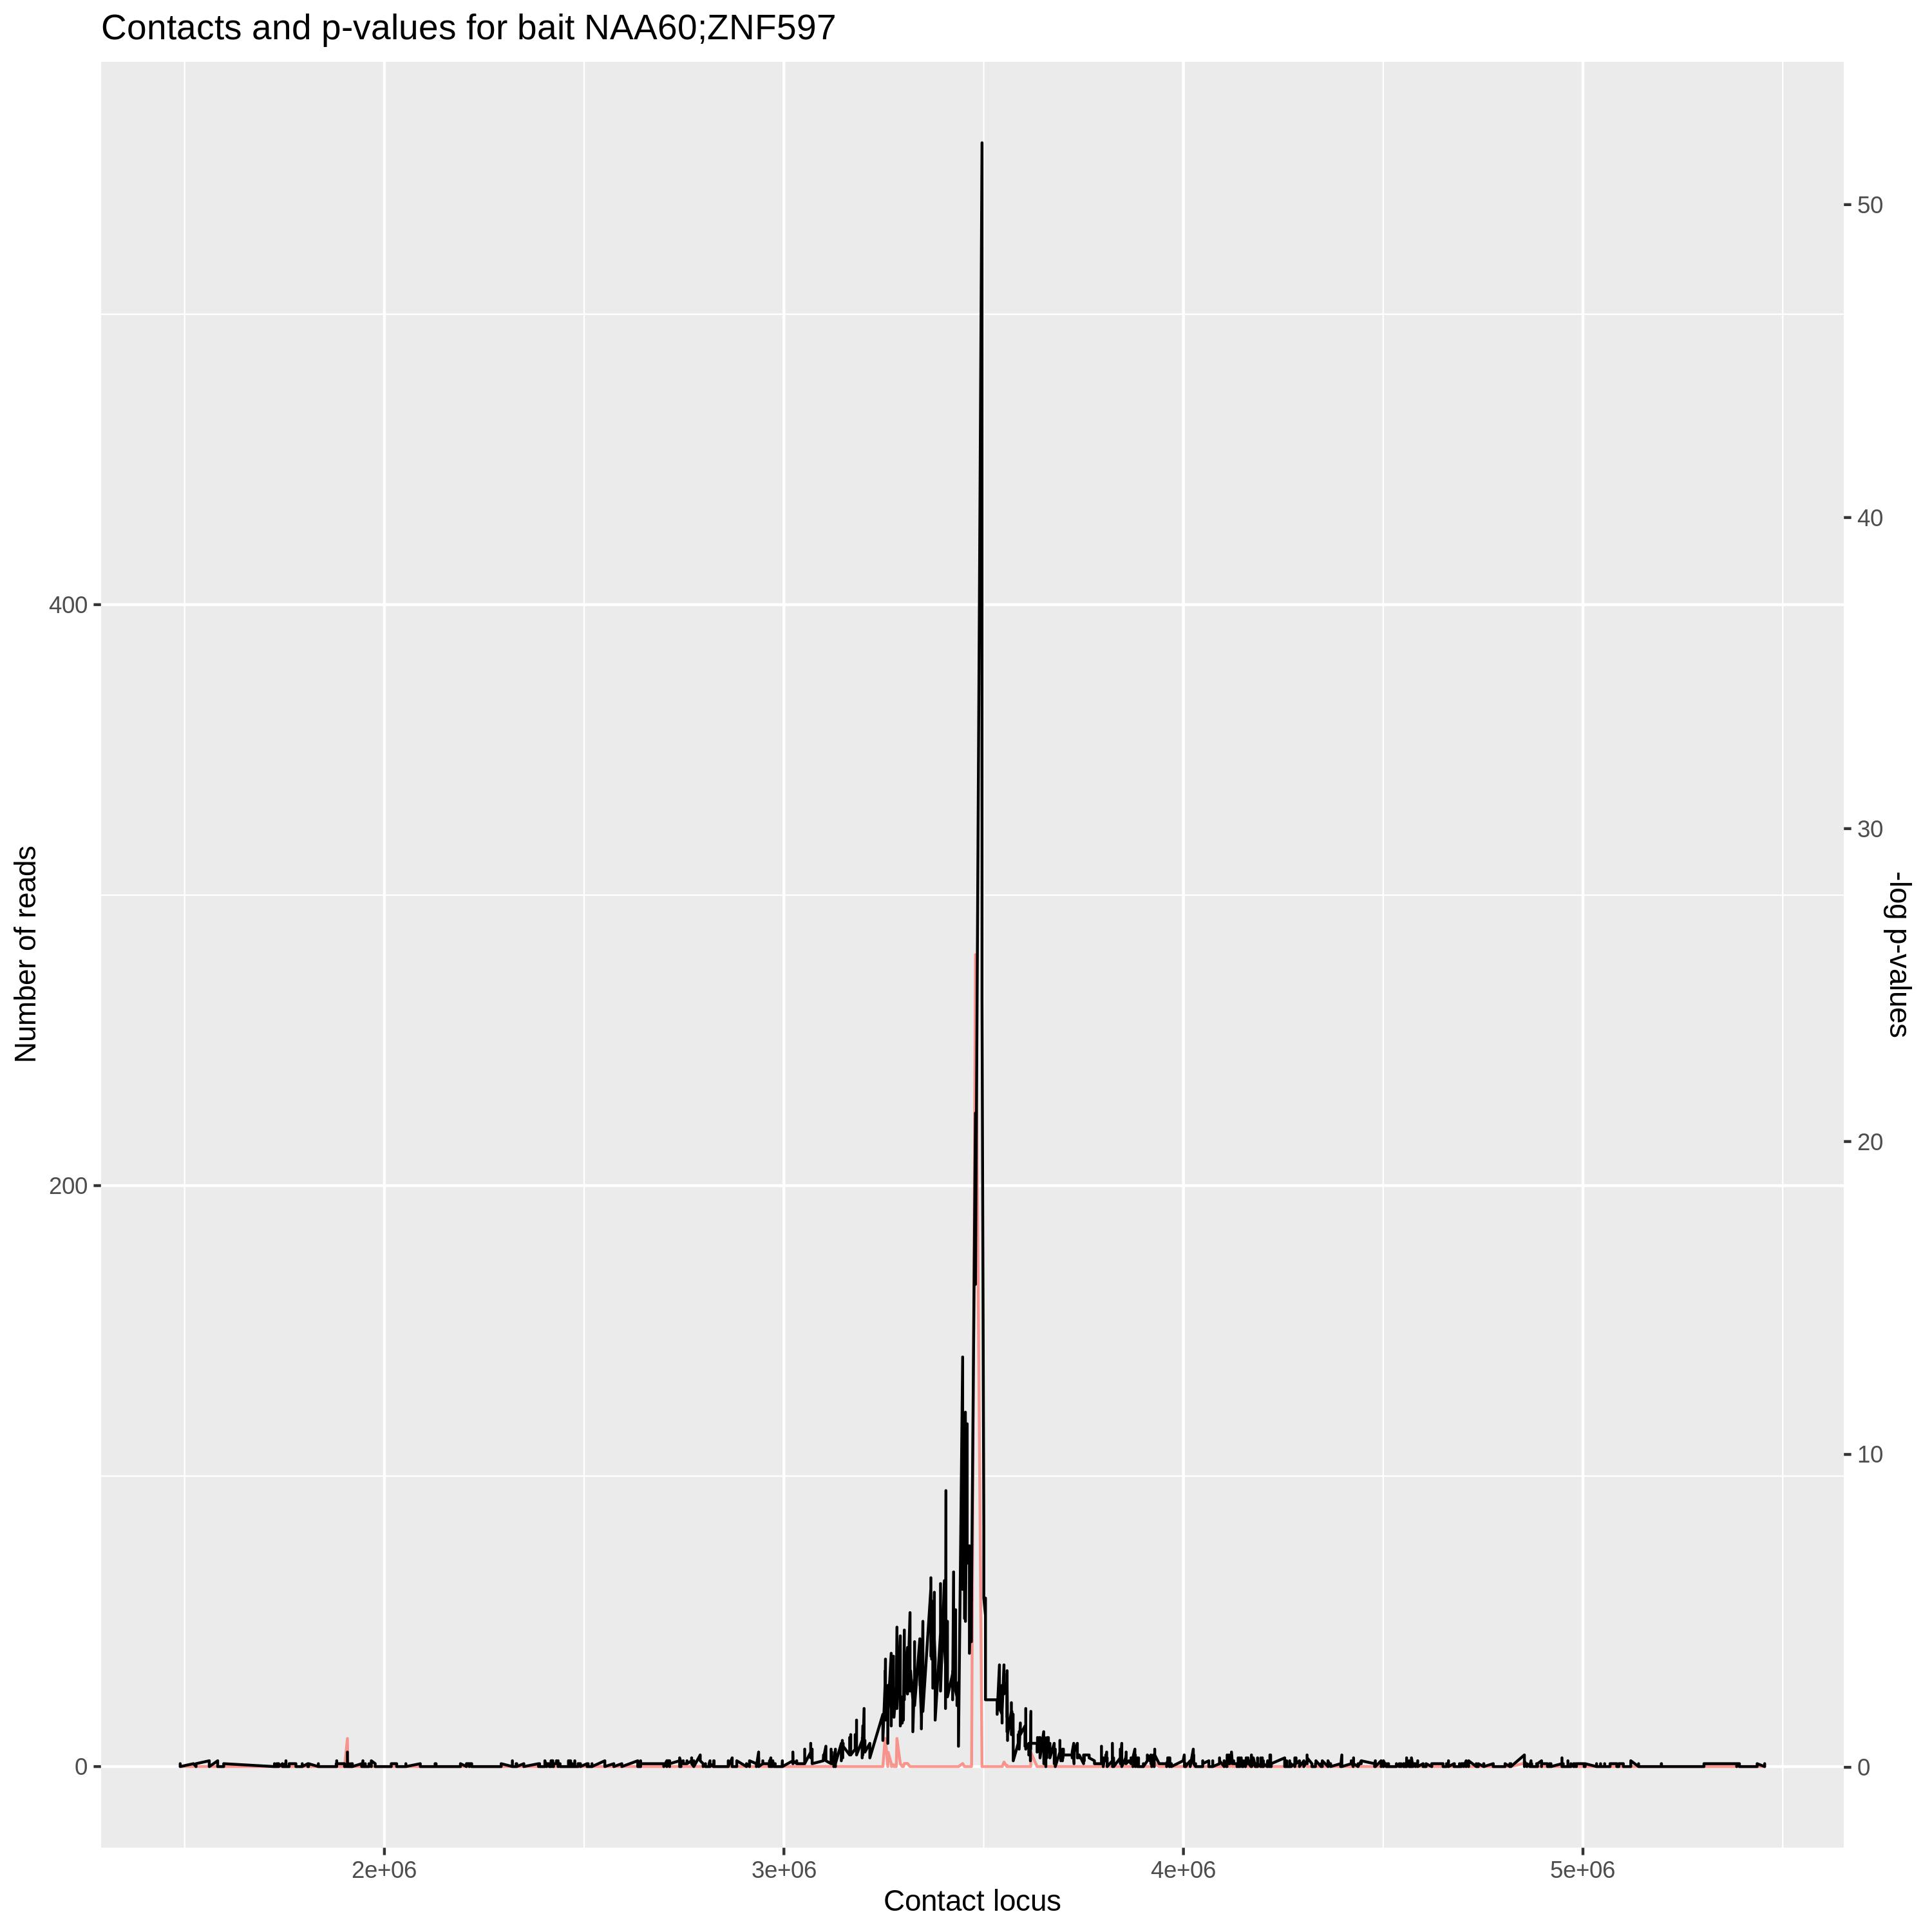 Contacts and p-values for bait NAA60;ZNF597
Number of reads
400
200
0
50
40
30
20
10
0
-log p-values
2e+06
3e+06
4e+06
5e+06
Contact locus